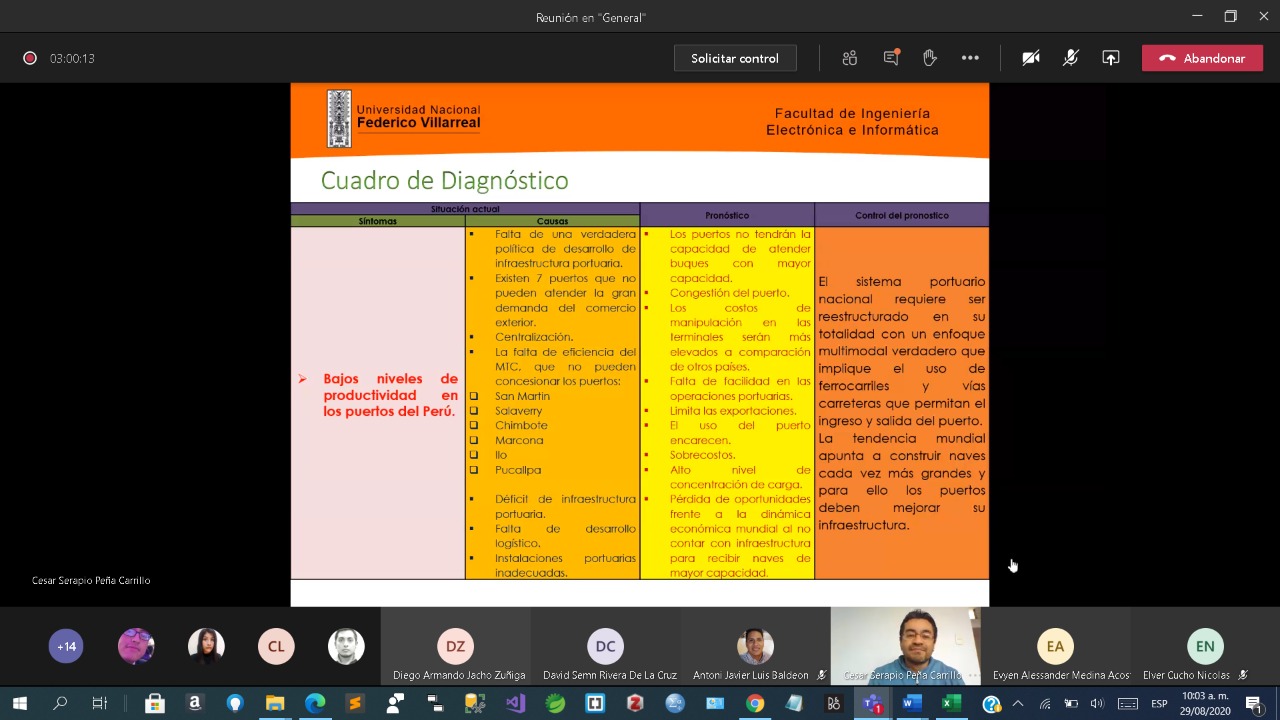 Reunión en "General"
03:00:13
Solicitar control
Abandonar
Universidad Nacional
Federico Villarreal
Facultad de Ingeniería
Electrónica e Informática
Cuadro de Diagnóstico
Situación actual
Pronóstico
Control del pronostico
Síntomas
Causas
➢ Bajos niveles de
productividad en
los puertos del Perú.
▪ Falta de una verdadera
política de desarrollo de
infraestructura portuaria.
▪ Existen 7 puertos que no
pueden atender la gran
demanda del comercio
exterior.
▪ Centralización.
▪ La falta de eficiencia del
MTC, que no pueden
concesionar los puertos:
❑ San Martin
❑ Salaverry
❑ Chimbote
❑ Marcona
❑ Ilo
❑ Pucallpa
▪ Déficit de infraestructura
portuaria.
▪ Falta de desarrollo
logístico.
▪ Instalaciones portuarias
inadecuadas.
▪ Los puertos no tendrán la
capacidad de atender
buques con mayor
capacidad.
▪ Congestión del puerto.
▪ Los costos de
manipulación en las
terminales serán más
elevados a comparación
de otros países.
▪ Falta de facilidad en las
operaciones portuarias.
▪ Limita las exportaciones.
▪ El uso del puerto
encarecen.
▪ Sobrecostos.
▪ Alto nivel de
concentración de carga.
▪ Pérdida de oportunidades
frente a la dinámica
económica mundial al no
contar con infraestructura
para recibir naves de
mayor capacidad.
El sistema portuario
nacional requiere ser
reestructurado en su
totalidad con un enfoque
multimodal verdadero que
implique el uso de
ferrocarriles y vías
carreteras que permitan el
ingreso y salida del puerto.
La tendencia mundial
apunta a construir naves
cada vez más grandes y
para ello los puertos
deben mejorar su
infraestructura.
Cesar Serapio Peña Carrillo
+14
CL
DZ
DC
EA
EN
Diego Armando Jacho Zuñiga
David Semn Rivera De La Cruz
Antoni Javier Luis Baldeon
Cesar Serapio Peña Carrillo
Evyen Alessander Medina Acos
Elver Cucho Nicolas
ESP
10:03 a. m.
29/08/2020